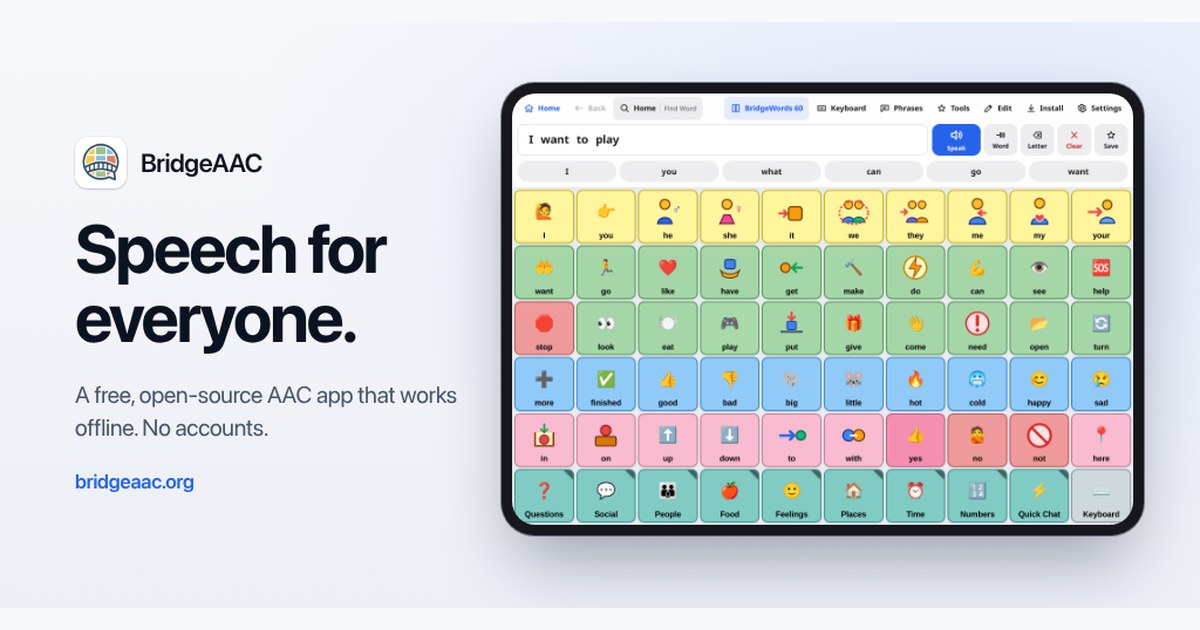 BridgeAAC
Speech for
everyone.
A free, open-source AAC app that works
offline. No accounts.
bridgeaac.org
Home Back Home Find Word BridgeWords 60 Keyboard Phrases Tools Edit Install Settings
I want to play
Speak Word Letter Clear Save
I you what can go want
I you he she it we they me my your
want go like have get make do can see help
SOS
stop look eat play put give come need open turn
more finished good bad big little hot cold happy sad
in on up down to with yes no not here
Questions Social People Food Feelings Places Time Numbers Quick Chat Keyboard